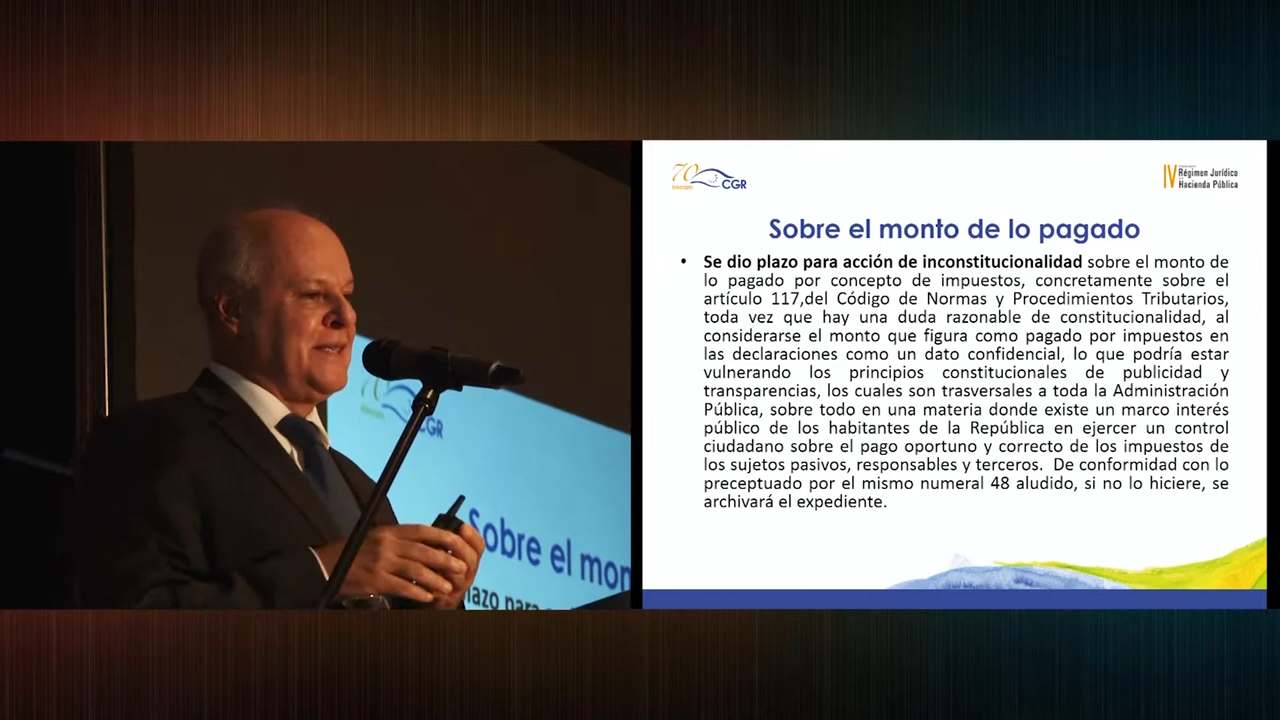 70
CGR
IV
Régimen Jurídico
Hacienda Pública
Sobre el monto de lo pagado
• Se dio plazo para acción de inconstitucionalidad sobre el monto de
lo pagado por concepto de impuestos, concretamente sobre el
artículo 117,del Código de Normas y Procedimientos Tributarios,
toda vez que hay una duda razonable de constitucionalidad, al
considerarse el monto que figura como pagado por impuestos en
las declaraciones como un dato confidencial, lo que podría estar
vulnerando los principios constitucionales de publicidad y
transparencias, los cuales son trasversales a toda la Administración
Pública, sobre todo en una materia donde existe un marco interés
público de los habitantes de la República en ejercer un control
ciudadano sobre el pago oportuno y correcto de los impuestos de
los sujetos pasivos, responsables y terceros. De conformidad con lo
preceptuado por el mismo numeral 48 aludido, si no lo hiciere, se
archivará el expediente.
CGR
Sobre el mon
lazo para